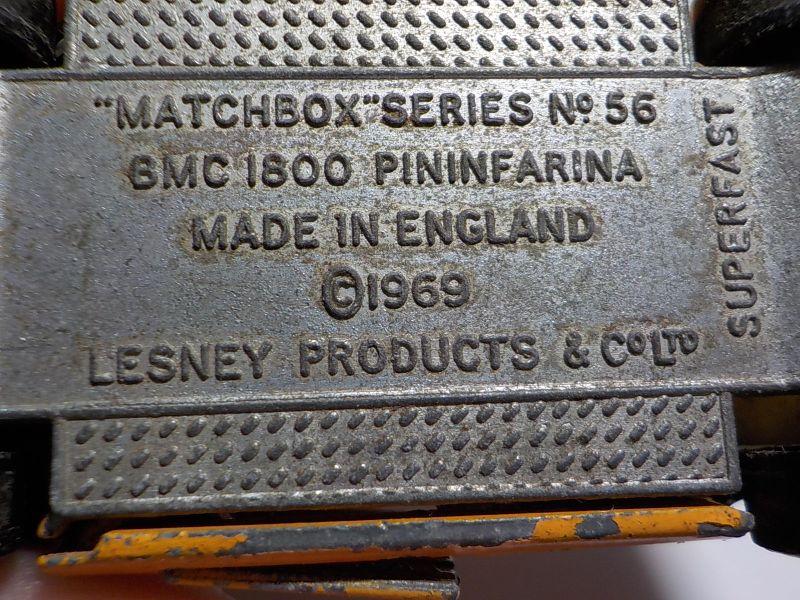 "MATCHBOX" SERIES Nº 56
BMC 1800 PININFARINA
MADE IN ENGLAND
©1969
LESNEY PRODUCTS & Cº LTD
SUPERFAST